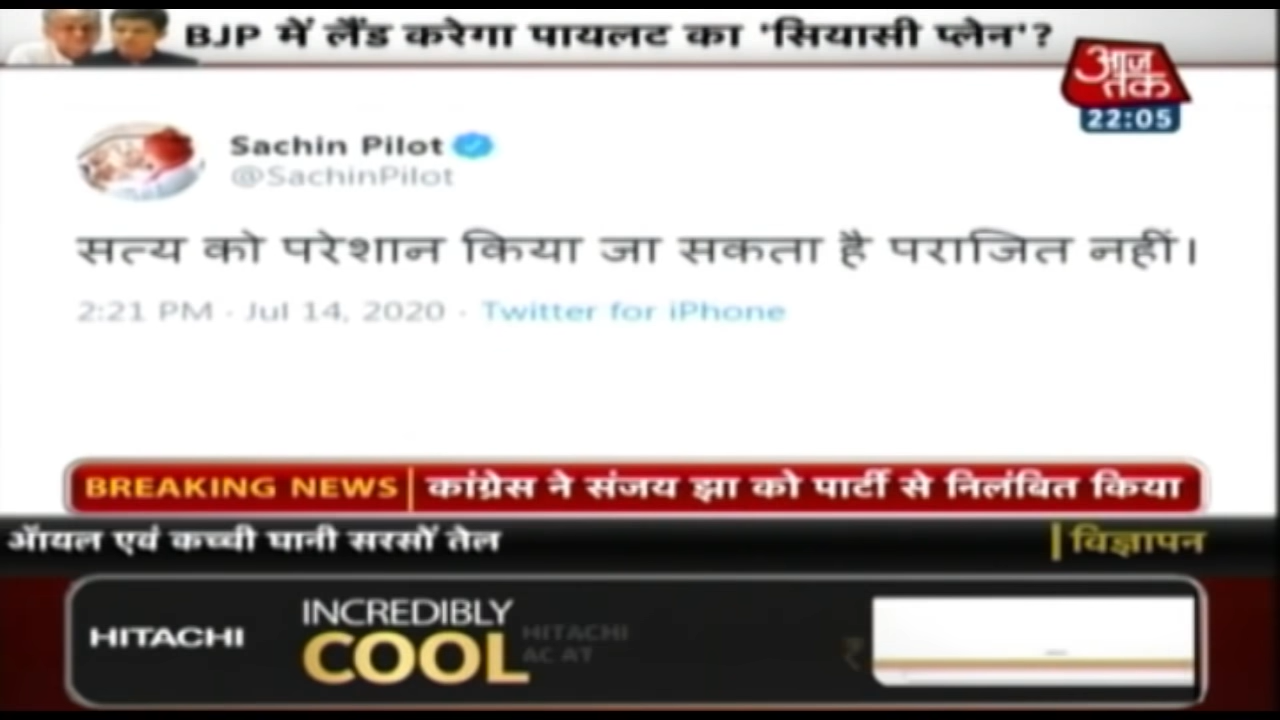 BJP में लैंड करेगा पायलट का 'सियासी प्लेन'?
आज
तक
22:05
Sachin Pilot
@SachinPilot
सत्य को परेशान किया जा सकता है पराजित नहीं।
2:21 PM · Jul 14, 2020 · Twitter for iPhone
BREAKING NEWS कांग्रेस ने संजय झा को पार्टी से निलंबित किया
ऑयल एवं कच्ची घानी सरसों तेल विज्ञापन
HITACHI
INCREDIBLY
COOL
HITACHI
AC AT
₹